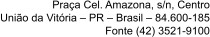 Praça Cel. Amazona, s/n, Centro
União da Vitória – PR – Brasil – 84.600-185
Fonte (42) 3521-9100